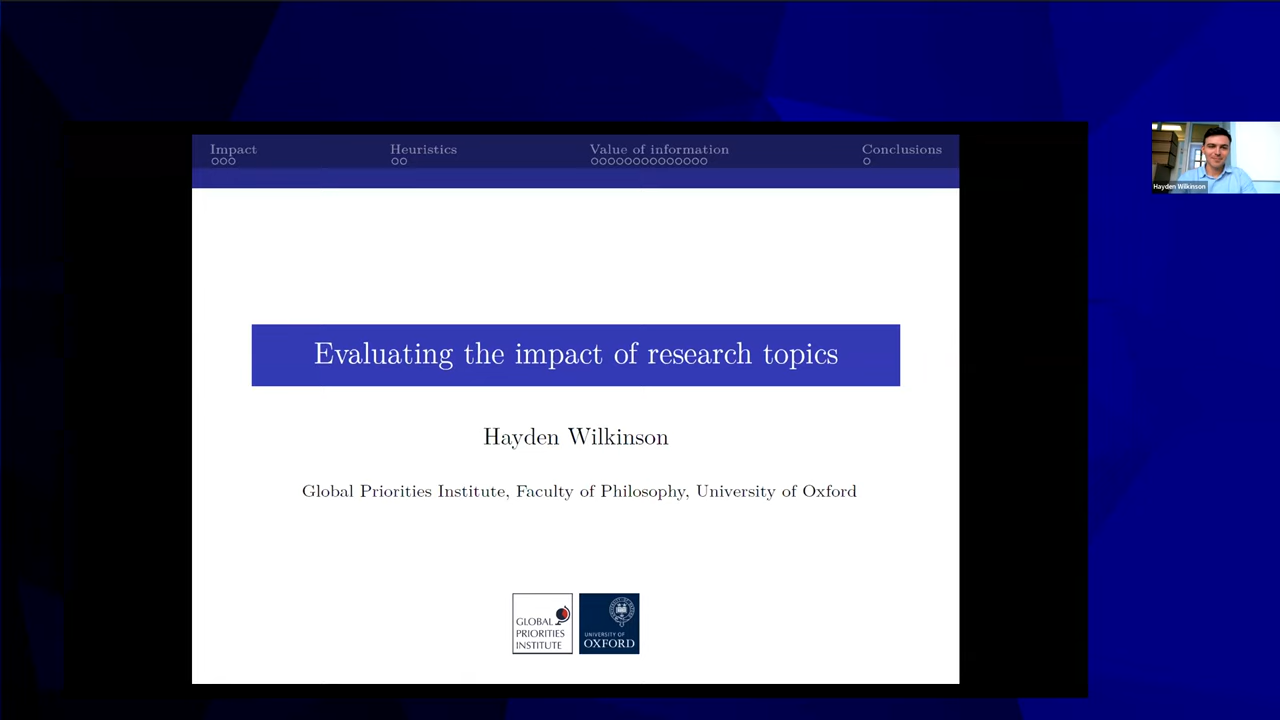 Impact
Heuristics
Value of information
Conclusions
Evaluating the impact of research topics
Hayden Wilkinson
Global Priorities Institute, Faculty of Philosophy, University of Oxford
GLOBAL
PRIORITIES
INSTITUTE
UNIVERSITY OF
OXFORD
Hayden Wilkinson